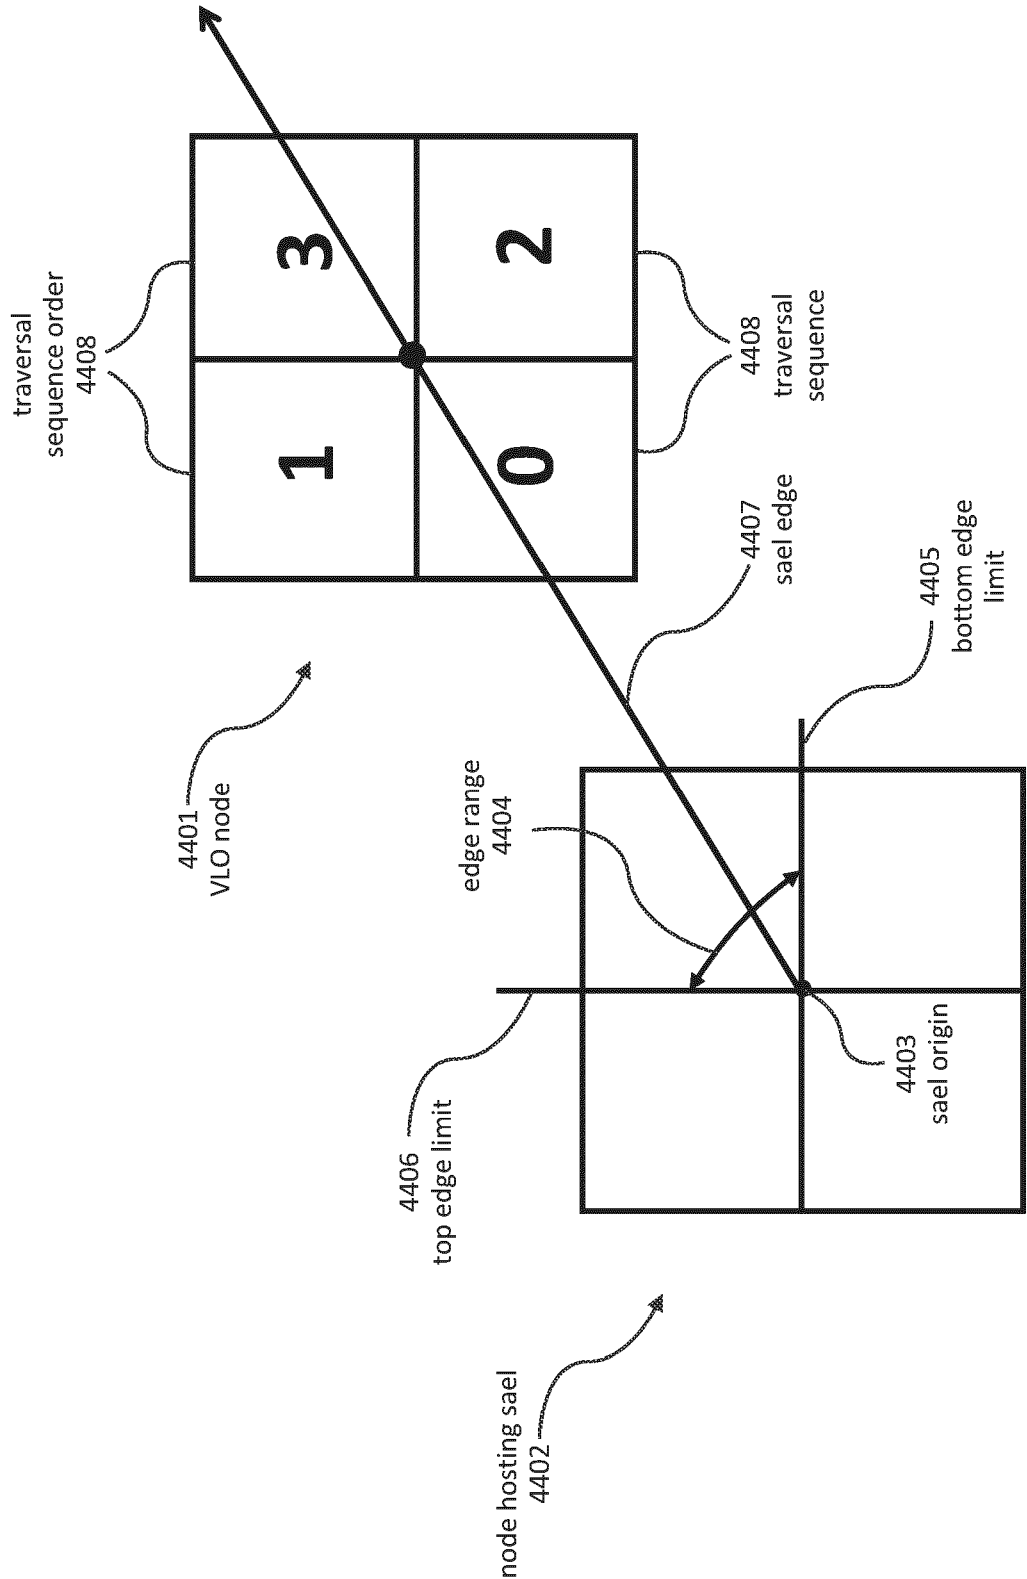 traversal
sequence order
4408
1
3
0
2
4408
traversal
sequence
4401
VLO node
4407
sael edge
edge range
4404
4405
bottom edge
limit
4406
top edge limit
4403
sael origin
node hosting sael
4402